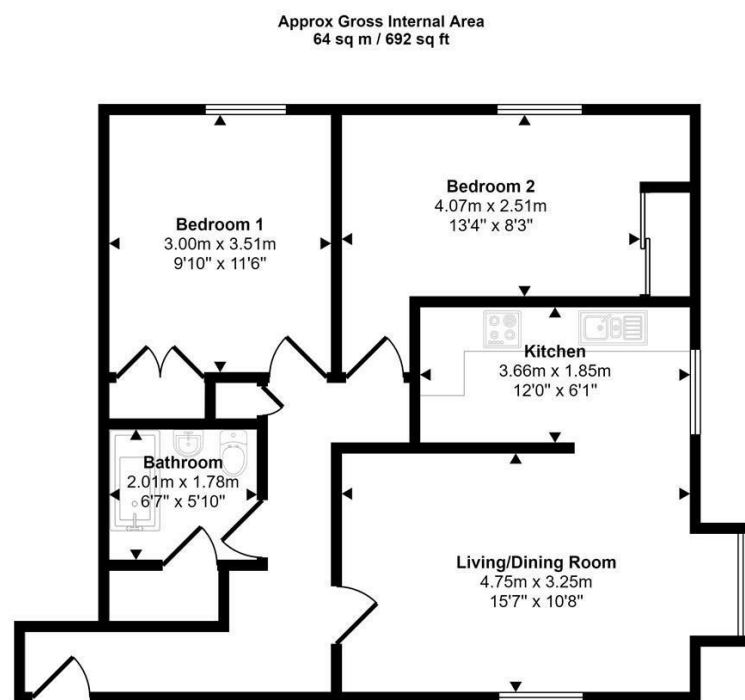 Approx Gross Internal Area
64 sq m / 692 sq ft
Bedroom 1
3.00m x 3.51m
9'10" x 11'6"
Bedroom 2
4.07m x 2.51m
13'4" x 8'3"
Kitchen
3.66m x 1.85m
12'0" x 6'1"
Bathroom
2.01m x 1.78m
6'7" x 5'10"
Living/Dining Room
4.75m x 3.25m
15'7" x 10'8"